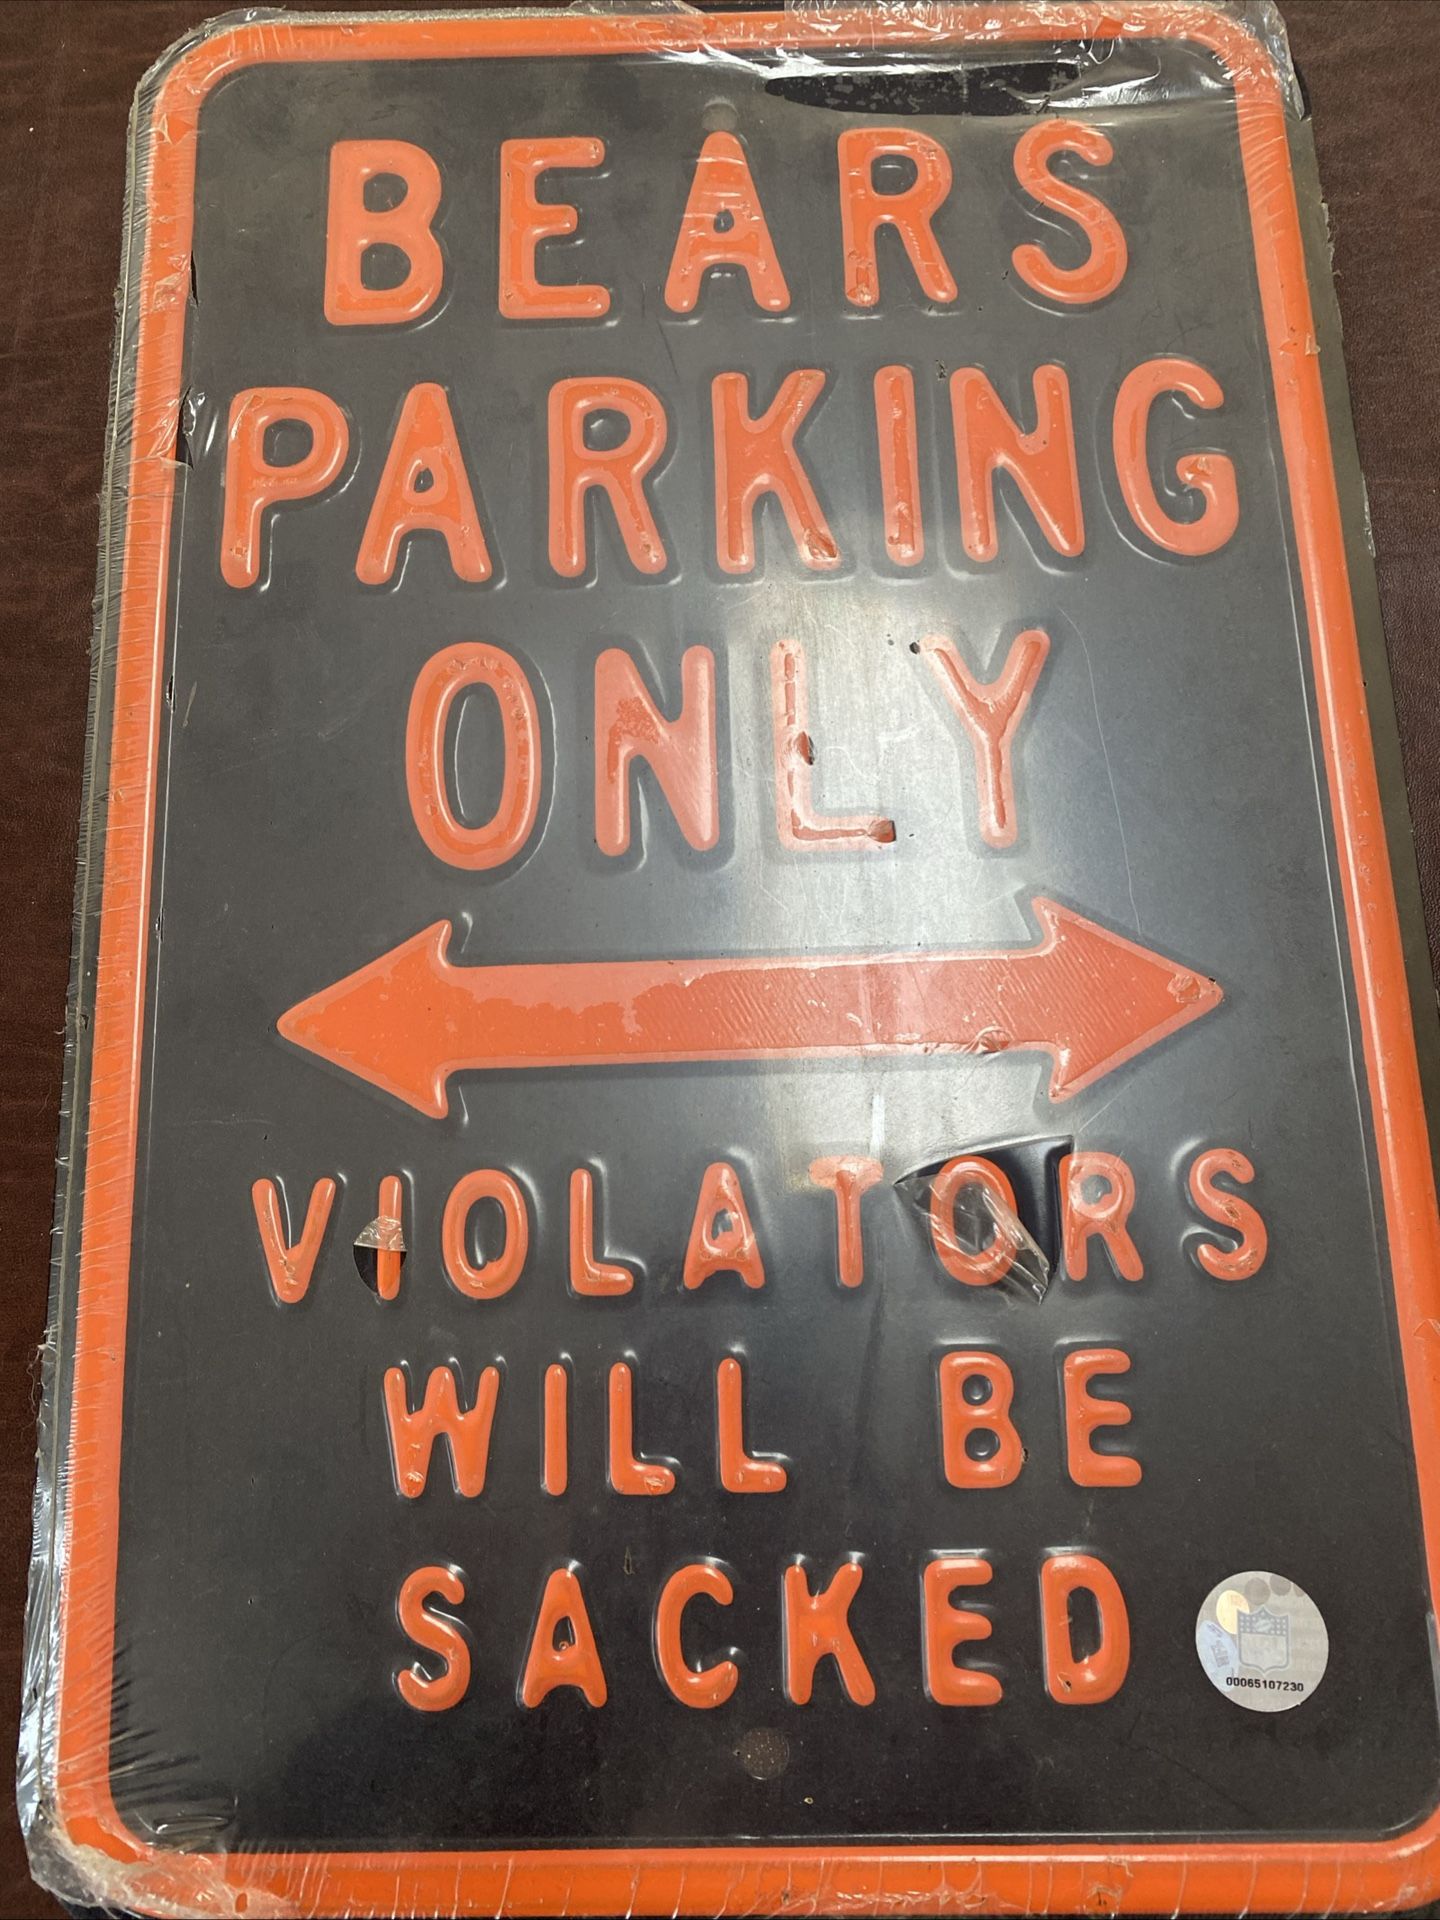 BEARS
PARKING
ONLY
VIOLATORS
WILL BE
SACKED
00065107230